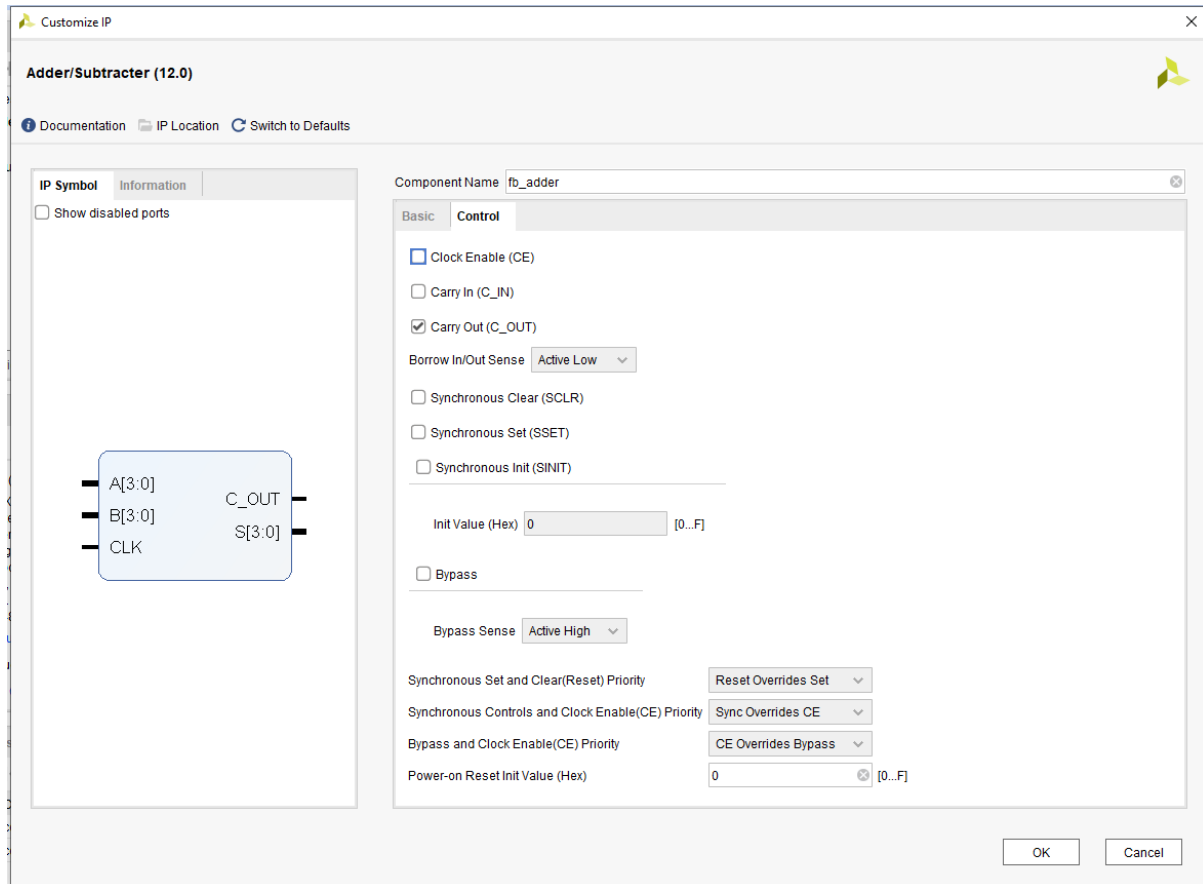 Customize IP
Adder/Subtracter (12.0)
Documentation IP Location Switch to Defaults
IP Symbol Information
Show disabled ports
A[3:0]
B[3:0]
CLK
C_OUT
S[3:0]
Component Name fb_adder
Basic Control
Clock Enable (CE)
Carry In (C_IN)
Carry Out (C_OUT)
Borrow In/Out Sense Active Low
Synchronous Clear (SCLR)
Synchronous Set (SSET)
Synchronous Init (SINIT)
Init Value (Hex) 0 [0...F]
Bypass
Bypass Sense Active High
Synchronous Set and Clear(Reset) Priority Reset Overrides Set
Synchronous Controls and Clock Enable(CE) Priority Sync Overrides CE
Bypass and Clock Enable(CE) Priority CE Overrides Bypass
Power-on Reset Init Value (Hex) 0 [0...F]
OK Cancel